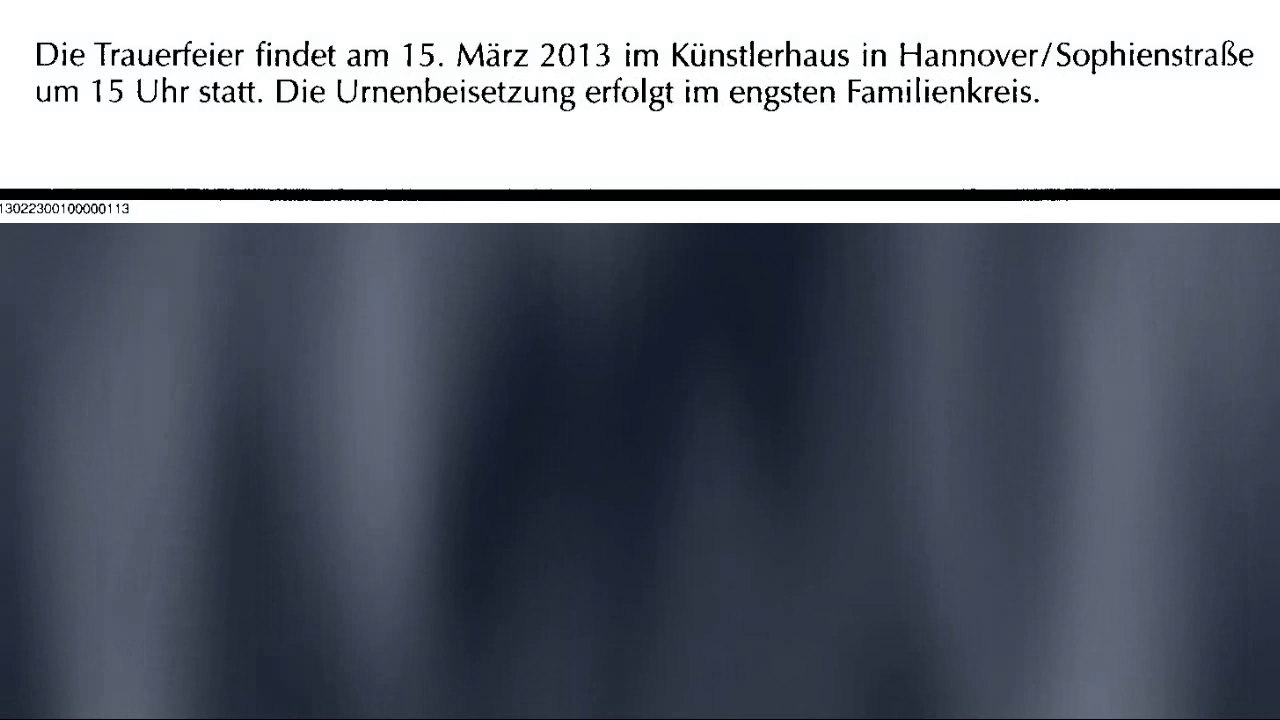 Die Trauerfeier findet am 15. März 2013 im Künstlerhaus in Hannover/Sophienstraße
um 15 Uhr statt. Die Urnenbeisetzung erfolgt im engsten Familienkreis.
13022300100000113